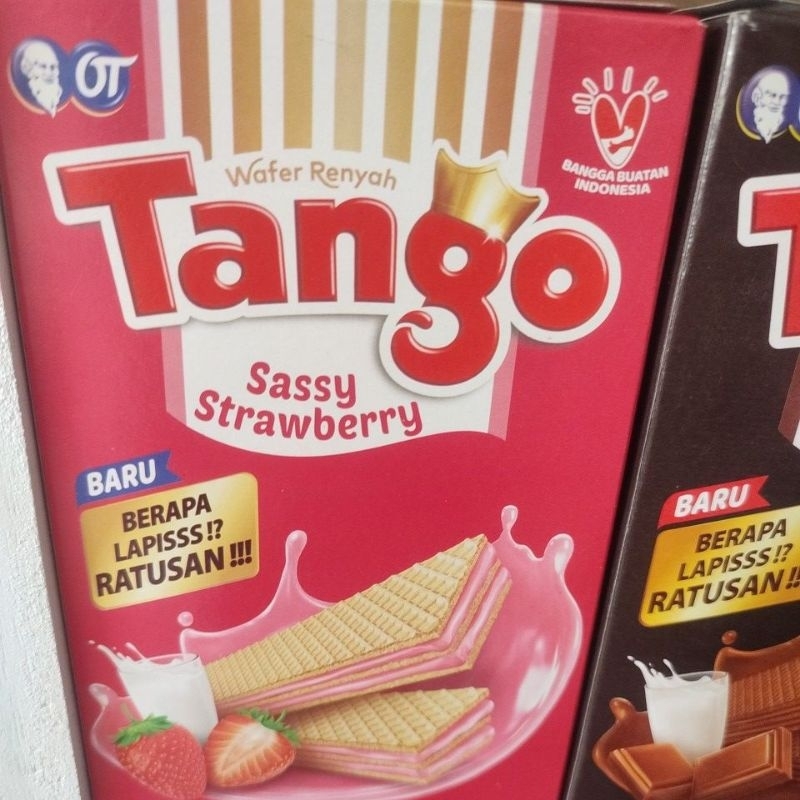 OT
Wafer Renyah
Tango
BANGGA BUATAN
INDONESIA
Sassy
Strawberry
BARU
BERAPA
LAPISSS !?
RATUSAN !!!
BARU
BERAPA
LAPISSS !?
RATUSAN !!